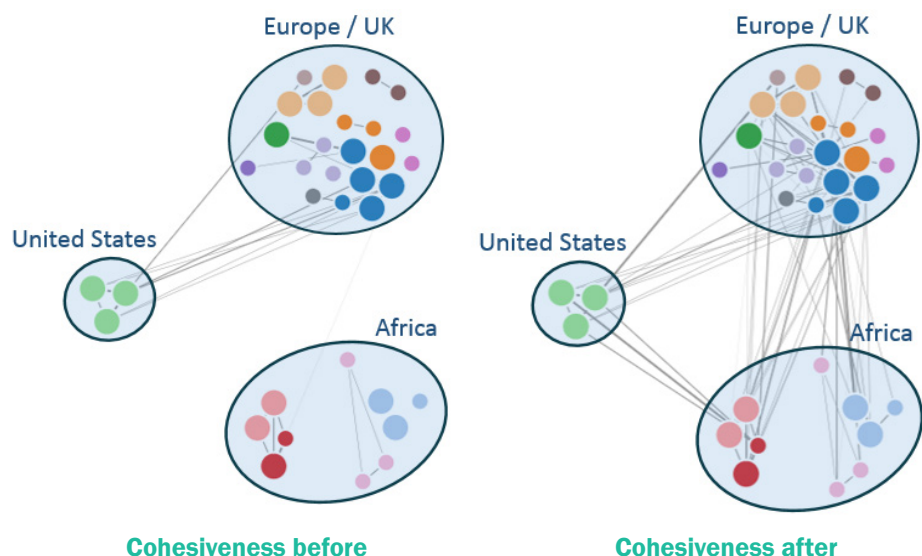 Europe / UK
United States
Africa
Cohesiveness before
Europe / UK
United States
Africa
Cohesiveness after